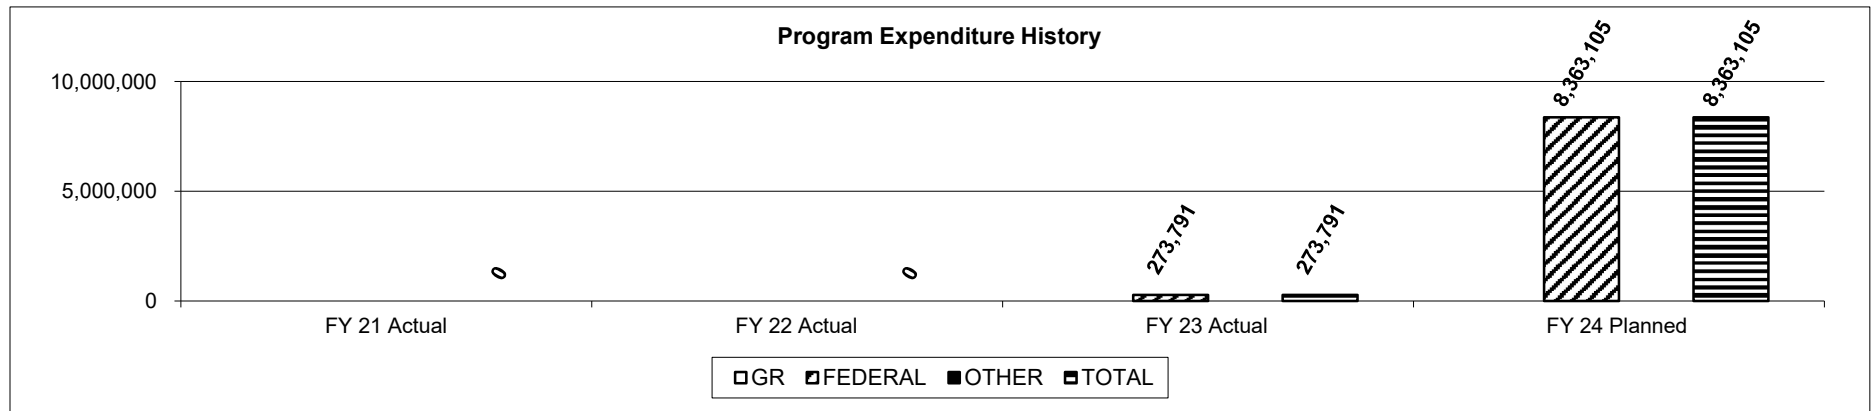 Program Expenditure History
10,000,000
5,000,000
0
0
0
273,791
273,791
8,363,105
8,363,105
FY 21 Actual
FY 22 Actual
FY 23 Actual
FY 24 Planned
GR FEDERAL OTHER TOTAL